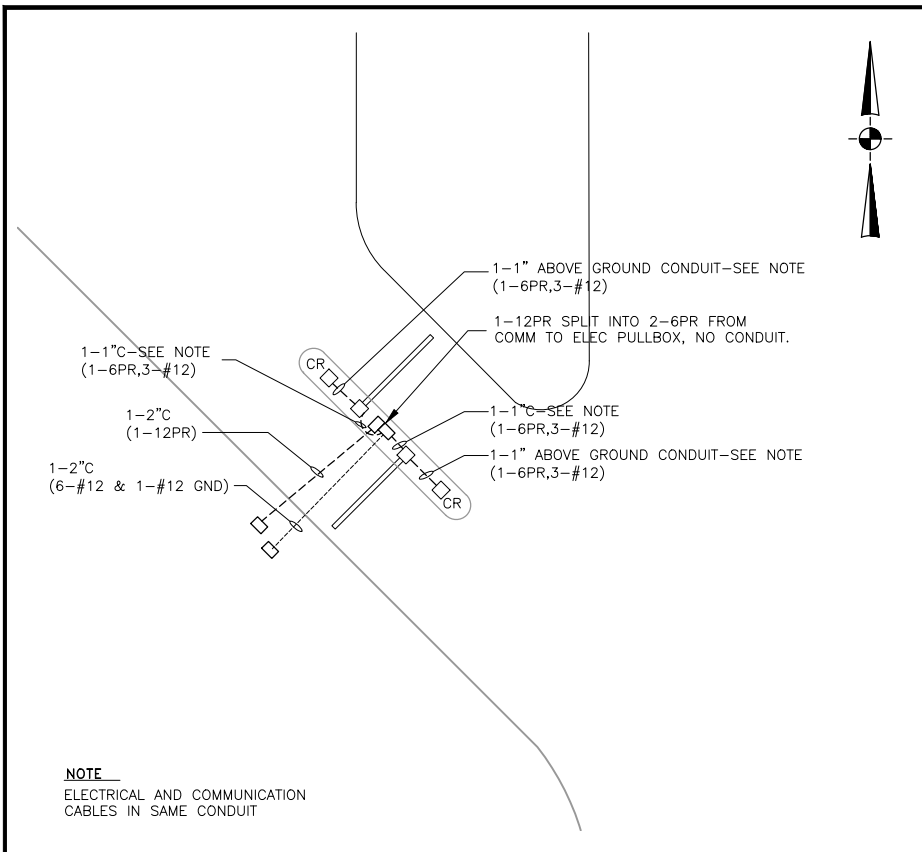 1-1" ABOVE GROUND CONDUIT-SEE NOTE
(1-6PR,3-#12)
1-12PR SPLIT INTO 2-6PR FROM
COMM TO ELEC PULLBOX, NO CONDUIT.
1-1"C-SEE NOTE
(1-6PR,3-#12)
CR
1-2"C
(1-12PR)
1-1"C-SEE NOTE
(1-6PR,3-#12)
1-1" ABOVE GROUND CONDUIT-SEE NOTE
(1-6PR,3-#12)
1-2"C
(6-#12 & 1-#12 GND)
CR
NOTE
ELECTRICAL AND COMMUNICATION
CABLES IN SAME CONDUIT